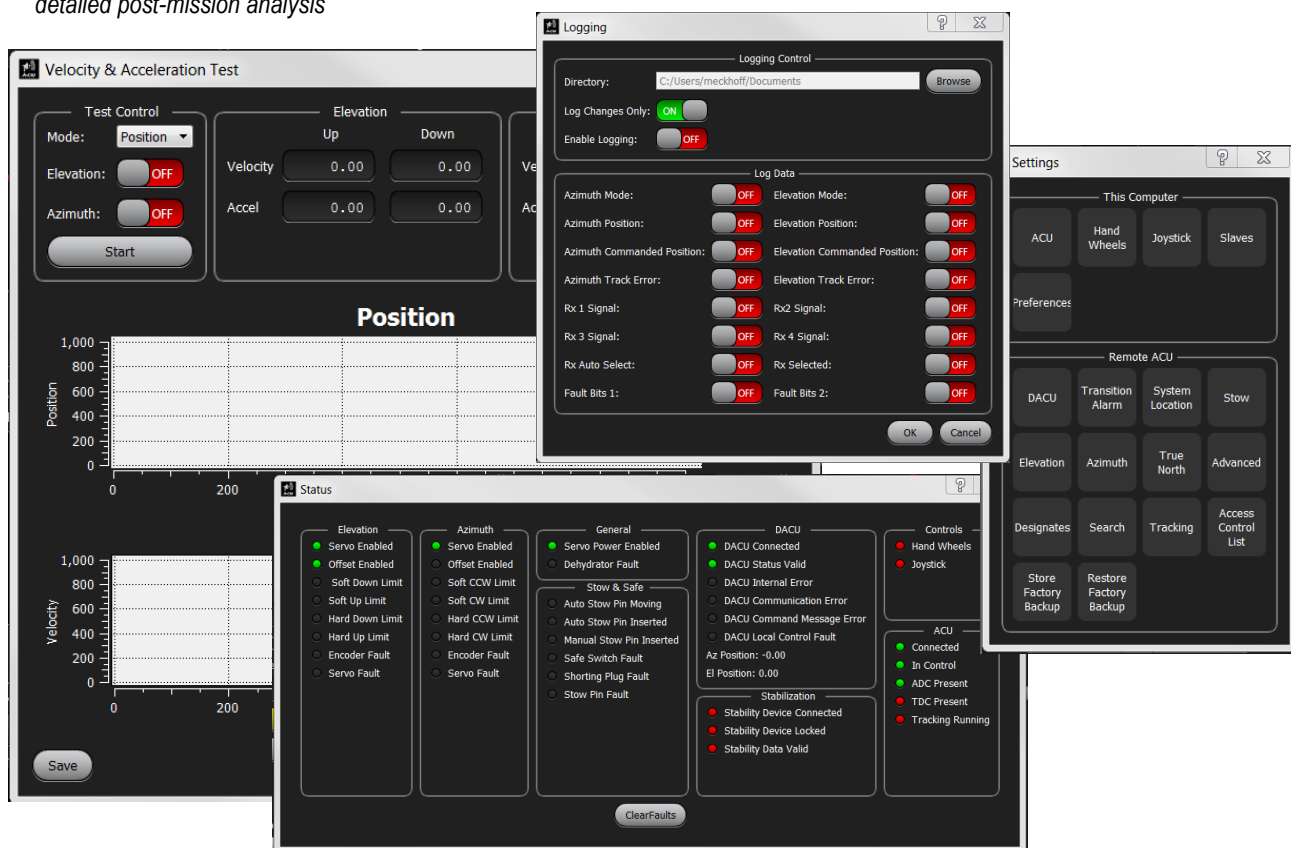 detailed post-mission analysis
Velocity & Acceleration Test
Test Control
Mode:
Position
Elevation:
OFF
Azimuth:
OFF
Start
Elevation
Up
Down
Velocity
0.00
0.00
Accel
0.00
0.00
Ve
Ac
Position
1,000
800
600
400
200
0
Position
0
200
1,000
800
600
400
200
0
Velocity
0
200
Save
Logging
Logging Control
Directory:
C:/Users/meckhoff/Documents
Browse
Log Changes Only:
ON
Enable Logging:
OFF
Log Data
Azimuth Mode: OFF Elevation Mode: OFF
Azimuth Position: OFF Elevation Position: OFF
Azimuth Commanded Position: OFF Elevation Commanded Position: OFF
Azimuth Track Error: OFF Elevation Track Error: OFF
Rx 1 Signal: OFF Rx2 Signal: OFF
Rx 3 Signal: OFF Rx 4 Signal: OFF
Rx Auto Select: OFF Rx Selected: OFF
Fault Bits 1: OFF Fault Bits 2: OFF
OK
Cancel
Settings
This Computer
ACU
Hand
Wheels
Joystick
Slaves
Preferences
Remote ACU
DACU
Transition
Alarm
System
Location
Stow
Elevation
Azimuth
True
North
Advanced
Designates
Search
Tracking
Access
Control
List
Store
Factory
Backup
Restore
Factory
Backup
ACU
Status
Elevation
Servo Enabled
Offset Enabled
Soft Down Limit
Soft Up Limit
Hard Down Limit
Hard Up Limit
Encoder Fault
Servo Fault
Azimuth
Servo Enabled
Offset Enabled
Soft CCW Limit
Soft CW Limit
Hard CCW Limit
Hard CW Limit
Encoder Fault
Servo Fault
General
Servo Power Enabled
Dehydrator Fault
Stow & Safe
Auto Stow Pin Moving
Auto Stow Pin Inserted
Manual Stow Pin Inserted
Safe Switch Fault
Shorting Plug Fault
Stow Pin Fault
DACU
DACU Connected
DACU Status Valid
DACU Internal Error
DACU Communication Error
DACU Command Message Error
DACU Local Control Fault
Az Position: -0.00
El Position: 0.00
Stabilization
Stability Device Connected
Stability Device Locked
Stability Data Valid
Controls
Hand Wheels
Joystick
ACU
Connected
In Control
ADC Present
TDC Present
Tracking Running
ClearFaults